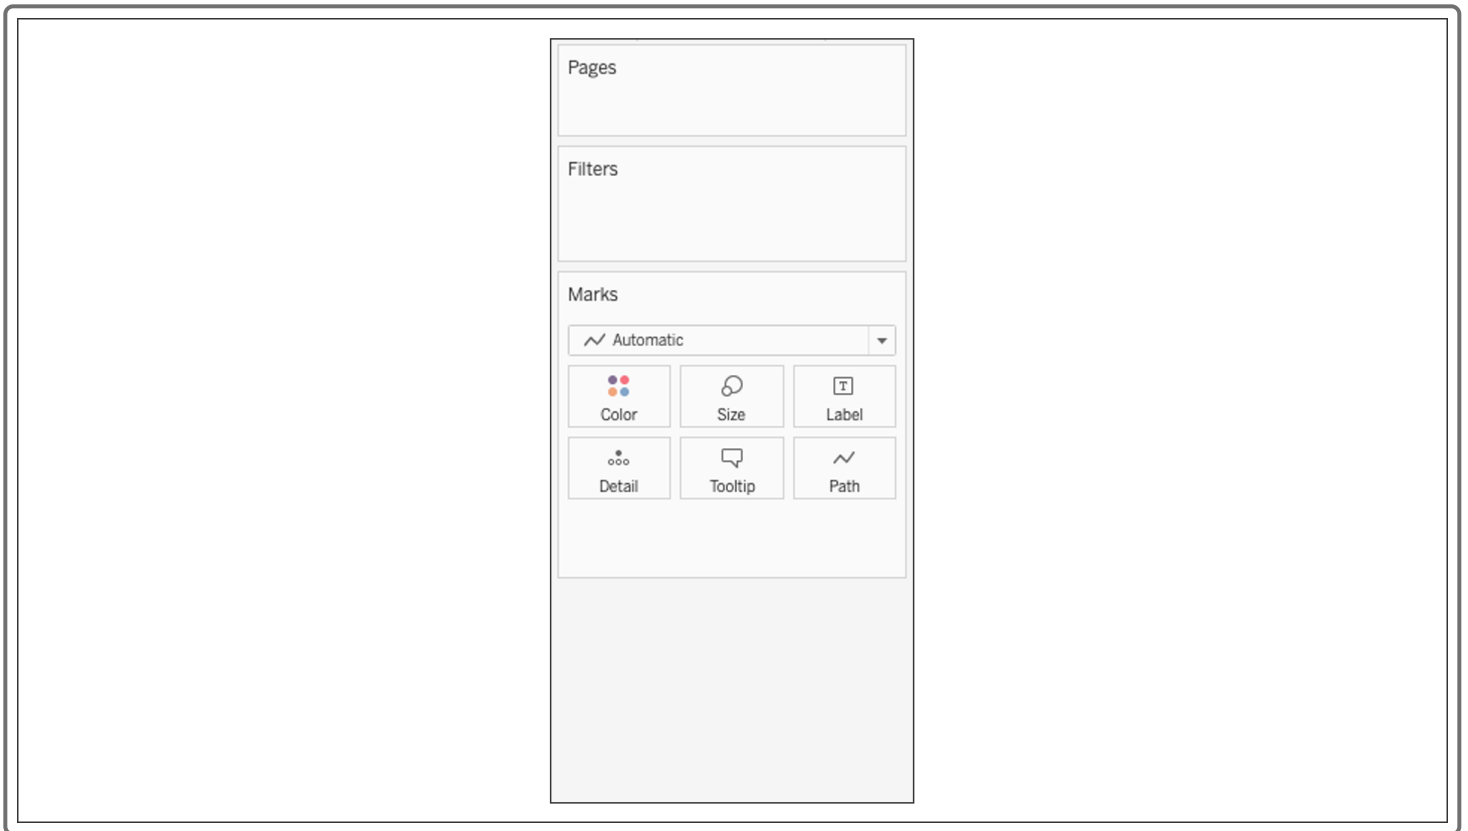 Pages
Filters
Marks
Automatic
Color Size T Label
Detail Tooltip Path